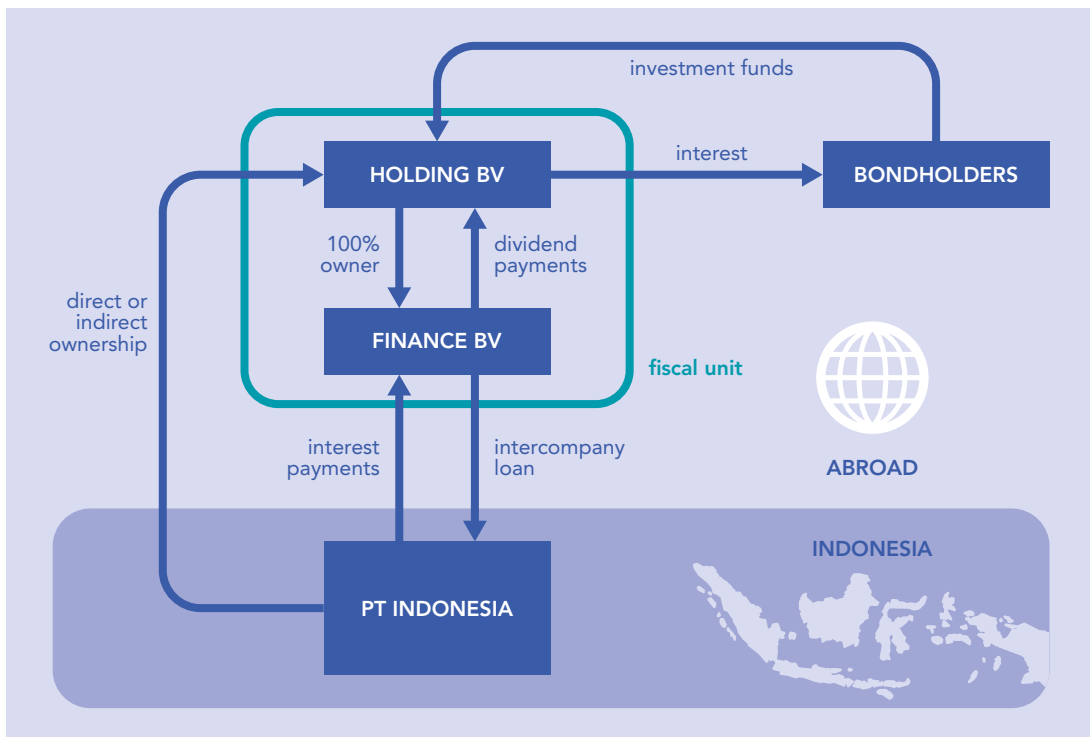 investment funds
HOLDING BV
interest
BONDHOLDERS
100%
owner
dividend
payments
direct or
indirect
ownership
FINANCE BV
fiscal unit
interest
payments
intercompany
loan
ABROAD
INDONESIA
PT INDONESIA